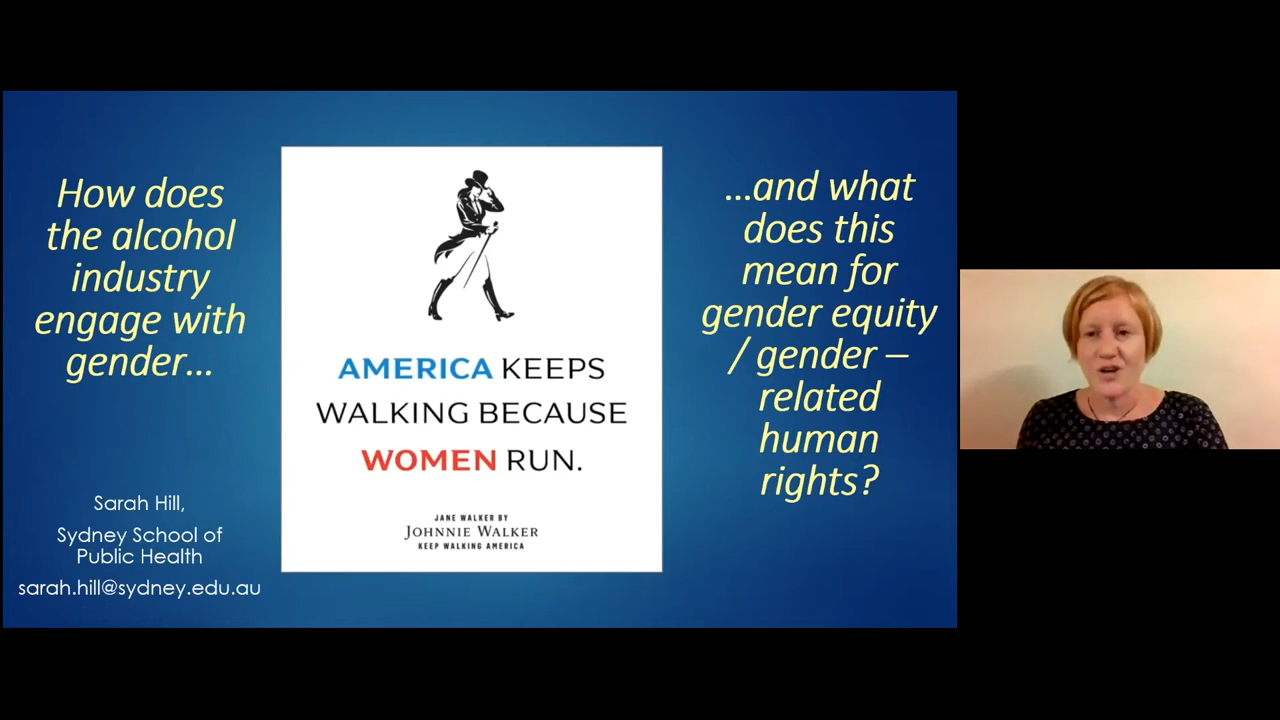 How does
the alcohol
industry
engage with
gender...
Sarah Hill,
Sydney School of
Public Health
sarah.hill@sydney.edu.au
AMERICA KEEPS
WALKING BECAUSE
WOMEN RUN.
JANE WALKER BY
JOHNNIE WALKER
KEEP WALKING AMERICA
...and what
does this
mean for
gender equity
/ gender –
related
human
rights?